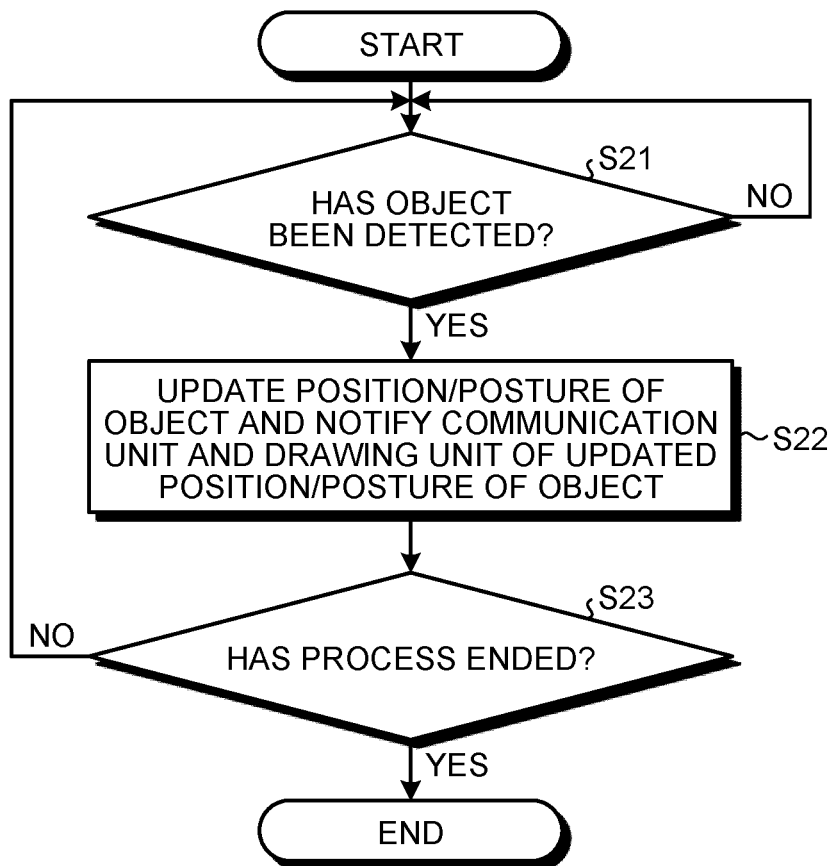 START
S21
HAS OBJECT
BEEN DETECTED?
NO
YES
UPDATE POSITION/POSTURE OF
OBJECT AND NOTIFY COMMUNICATION
UNIT AND DRAWING UNIT OF UPDATED
POSITION/POSTURE OF OBJECT
S22
S23
NO
HAS PROCESS ENDED?
YES
END